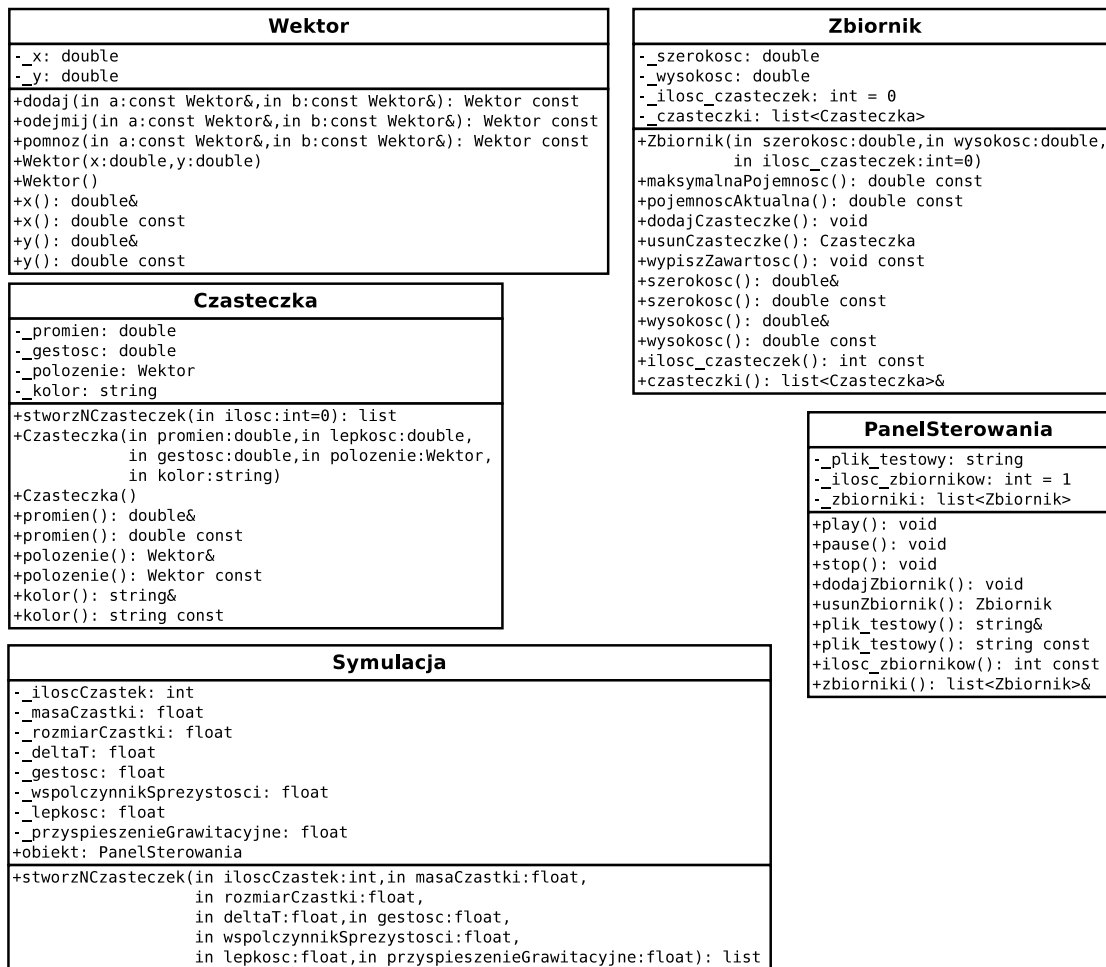 Wektor
-_x: double
-_y: double
+dodaj(in a:const Wektor&,in b:const Wektor&): Wektor const
+odejmij(in a:const Wektor&,in b:const Wektor&): Wektor const
+pomnoz(in a:const Wektor&,in b:const Wektor&): Wektor const
+Wektor(x:double,y:double)
+Wektor()
+x(): double&
+x(): double const
+y(): double&
+y(): double const
Zbiornik
-_szerokosc: double
-_wysokosc: double
-_ilosc_czasteczek: int = 0
-_czasteczki: list<Czasteczka>
+Zbiornik(in szerokosc:double,in wysokosc:double,
in ilosc_czasteczek:int=0)
+maksymalnaPojemnosc(): double const
+pojemnoscAktualna(): double const
+dodajCzasteczke(): void
+usunCzasteczke(): Czasteczka
+wypiszZawartosc(): void const
+szerokosc(): double&
+szerokosc(): double const
+wysokosc(): double&
+wysokosc(): double const
+ilosc_czasteczek(): int const
+czasteczki(): list<Czasteczka>&
Czasteczka
-_promien: double
-_gestosc: double
-_polozenie: Wektor
-_kolor: string
+stworzNCzasteczek(in ilosc:int=0): list
+Czasteczka(in promien:double,in lepkosc:double,
in gestosc:double,in polozenie:Wektor,
in kolor:string)
+Czasteczka()
+promien(): double&
+promien(): double const
+polozenie(): Wektor&
+polozenie(): Wektor const
+kolor(): string&
+kolor(): string const
PanelSterowania
-_plik_testowy: string
-_ilosc_zbiornikow: int = 1
-_zbiorniki: list<Zbiornik>
+play(): void
+pause(): void
+stop(): void
+dodajZbiornik(): void
+usunZbiornik(): Zbiornik
+plik_testowy(): string&
+plik_testowy(): string const
+ilosc_zbiornikow(): int const
+zbiorniki(): list<Zbiornik>&
Symulacja
-_iloscCzastek: int
-_masaCzastki: float
-_rozmiarCzastki: float
-_deltaT: float
-_gestosc: float
-_wspolczynnikSprezystosci: float
-_lepkosc: float
-_przyspieszenieGrawitacyjne: float
+obiekt: PanelSterowania
+stworzNCzasteczek(in iloscCzastek:int,in masaCzastki:float,
in rozmiarCzastki:float,
in deltaT:float,in gestosc:float,
in wspolczynnikSprezystosci:float,
in lepkosc:float,in przyspieszenieGrawitacyjne:float): list